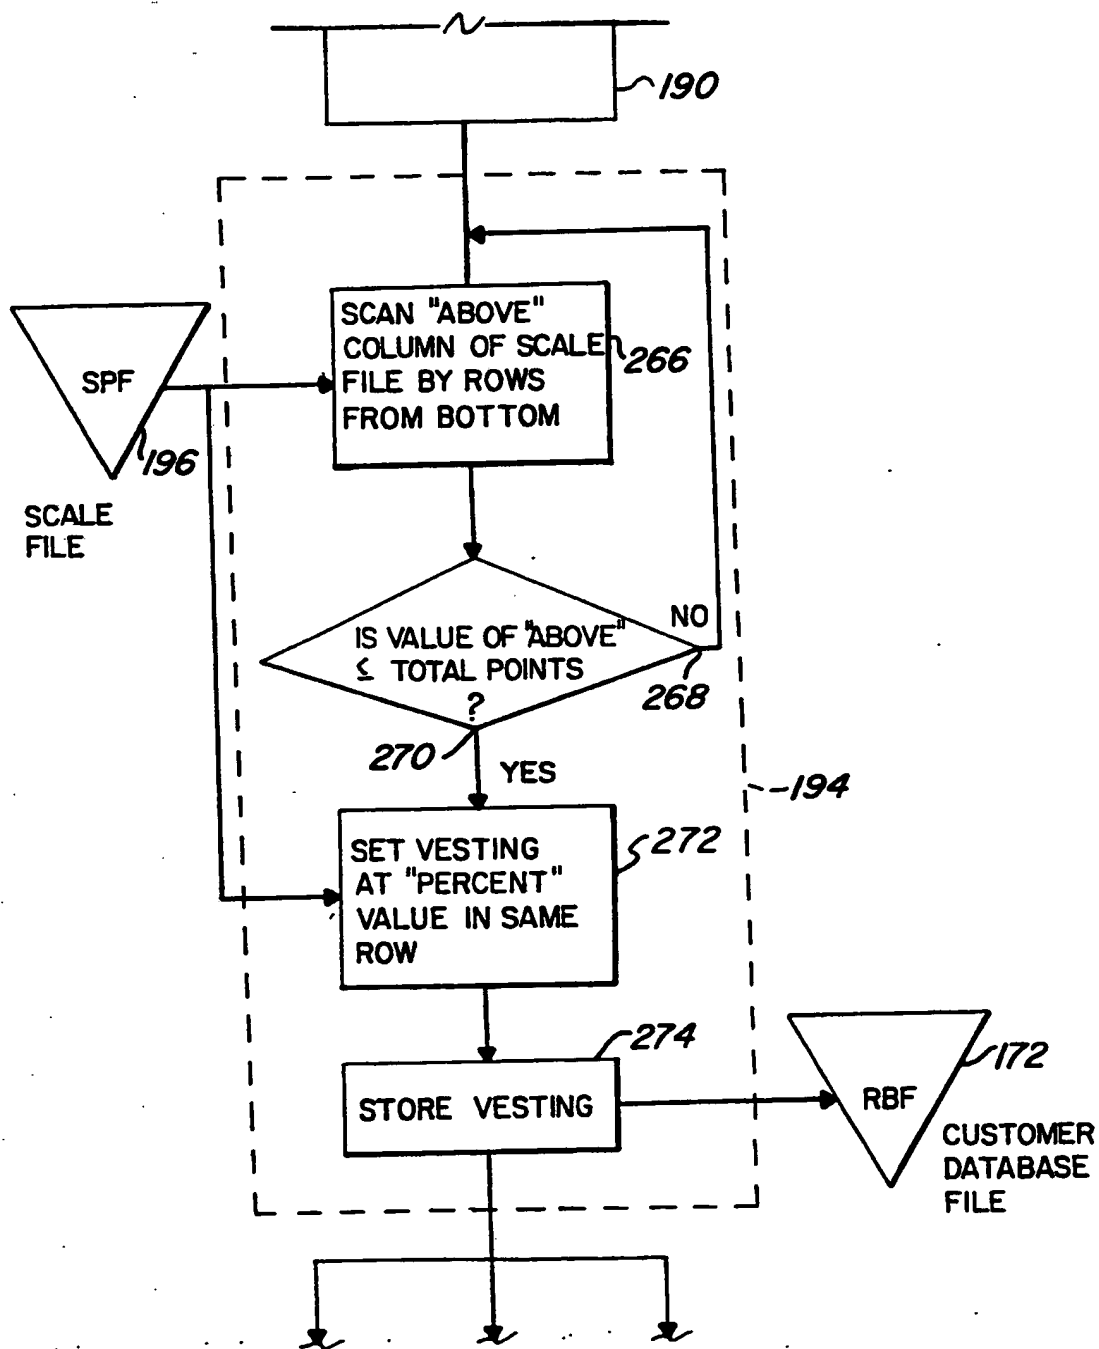 190
SCAN "ABOVE"
COLUMN OF SCALE
FILE BY ROWS
FROM BOTTOM
266
SPF
196
SCALE
FILE
NO
IS VALUE OF "ABOVE"
≤ TOTAL POINTS
?
268
270
YES
194
SET VESTING
AT "PERCENT"
VALUE IN SAME
ROW
272
274
STORE VESTING
RBF
172
CUSTOMER
DATABASE
FILE